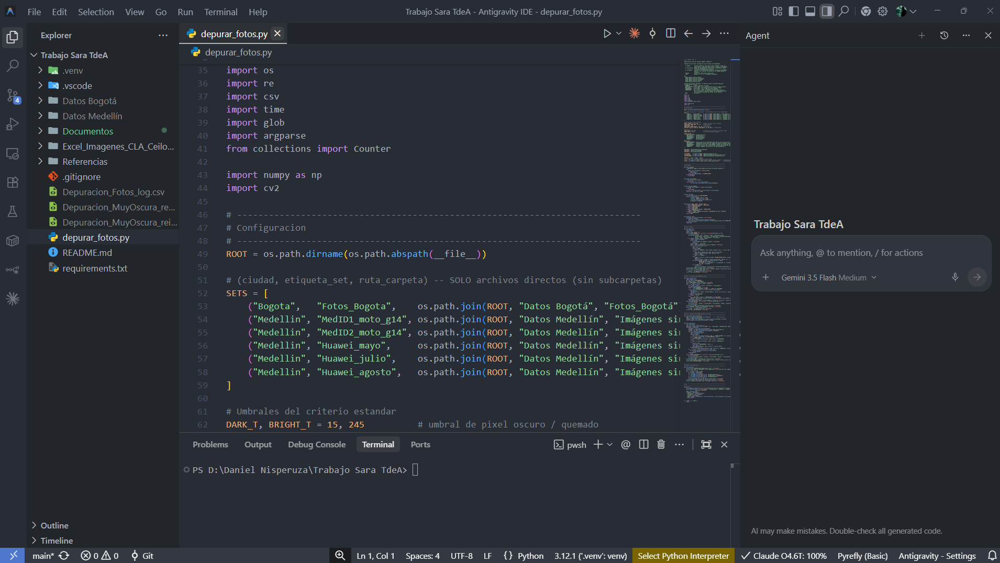 File Edit Selection View Go Run Terminal Help
Trabajo Sara TdeA - Antigravity IDE - depurar_fotos.py
Explorer
Trabajo Sara TdeA
.venv
.vscode
Datos Bogotá
Datos Medellín
Documentos
Excel_Imagenes_CLA_Ceilo...
Referencias
.gitignore
Depuracion_Fotos_log.csv
Depuracion_MuyOscura_re...
Depuracion_MuyOscura_rei...
depurar_fotos.py
README.md
requirements.txt
Outline
Timeline
4
depurar_fotos.py
depurar_fotos.py
35 import os
36 import re
37 import csv
38 import time
39 import glob
40 import argparse
41 from collections import Counter
42
43 import numpy as np
44 import cv2
45
46 # ----------------------------------------------------------------------------
47 # Configuracion
48 # ----------------------------------------------------------------------------
49 ROOT = os.path.dirname(os.path.abspath(__file__))
50
51 # (ciudad, etiqueta_set, ruta_carpeta) -- SOLO archivos directos (sin subcarpetas)
52 SETS = [
53 ("Bogota", "Fotos_Bogota", os.path.join(ROOT, "Datos Bogotá", "Fotos_Bogotá"
54 ("Medellin", "MedID1_moto_g14", os.path.join(ROOT, "Datos Medellín", "Imágenes sin
55 ("Medellin", "MedID2_moto_g14", os.path.join(ROOT, "Datos Medellín", "Imágenes sin
56 ("Medellin", "Huawei_mayo", os.path.join(ROOT, "Datos Medellín", "Imágenes sin
57 ("Medellin", "Huawei_julio", os.path.join(ROOT, "Datos Medellín", "Imágenes sin
58 ("Medellin", "Huawei_agosto", os.path.join(ROOT, "Datos Medellín", "Imágenes sin
59 ]
60
61 # Umbrales del criterio estandar
62 DARK_T, BRIGHT_T = 15, 245 # umbral de pixel oscuro / quemado
Problems Output Debug Console Terminal Ports
pwsh
PS D:\Daniel Nisperuza\Trabajo Sara TdeA>
Agent
Trabajo Sara TdeA
Ask anything, @ to mention, / for actions
Gemini 3.5 Flash Medium
AI may make mistakes. Double-check all generated code.
main* 0 0 Git
Ln 1, Col 1 Spaces: 4 UTF-8 LF {} Python 3.12.1 ('.venv': venv) Select Python Interpreter Claude O4.6T: 100% Pyrefly (Basic) Antigravity - Settings